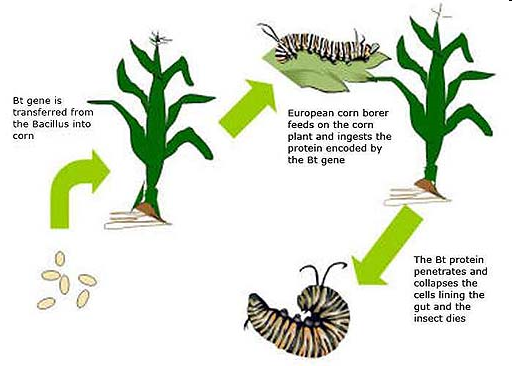 Bt gene is
transferred from
the Bacillus into
corn
European corn borer
feeds on the corn
plant and ingests the
protein encoded by
the Bt gene
The Bt protein
penetrates and
collapses the
cells lining the
gut and the
insect dies